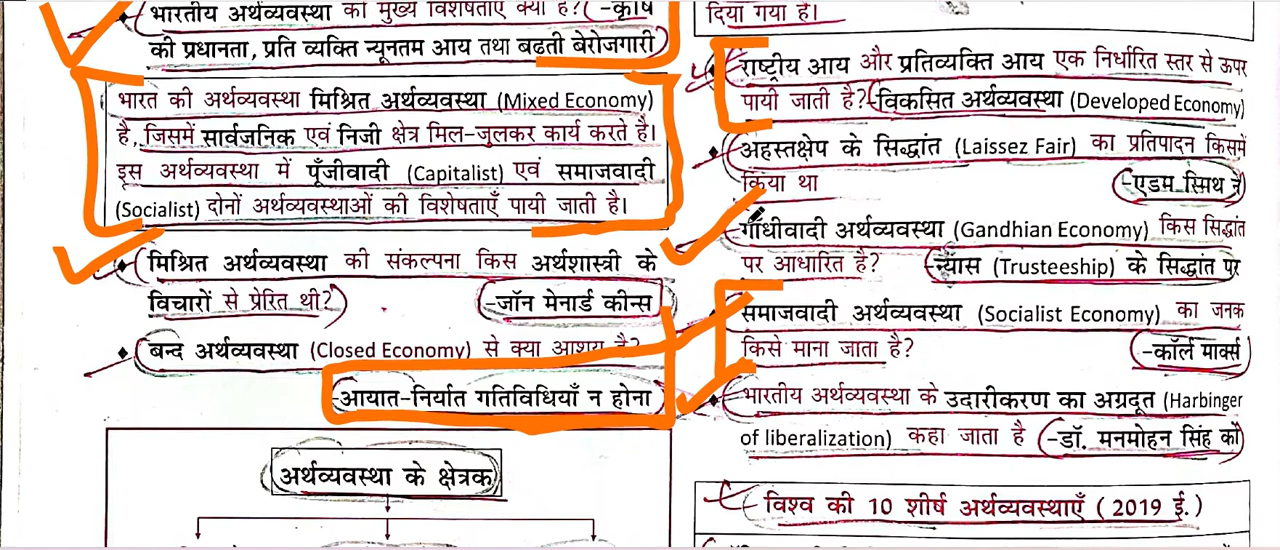 भारतीय अर्थव्यवस्था की मुख्य विशेषताएँ क्या है? -कृषि
की प्रधानता, प्रति व्यक्ति न्यूनतम आय तथा बढती बेरोजगारी
भारत की अर्थव्यवस्था मिश्रित अर्थव्यवस्था (Mixed Economy)
है, जिसमें सार्वजनिक एवं निजी क्षेत्र मिल-जुलकर कार्य करते है।
इस अर्थव्यवस्था में पूँजीवादी (Capitalist) एवं समाजवादी
(Socialist) दोनों अर्थव्यवस्थाओं की विशेषताएँ पायी जाती है।
♦ मिश्रित अर्थव्यवस्था की संकल्पना किस अर्थशास्त्री के
विचारों से प्रेरित थी? -जॉन मेनार्ड कीन्स
♦ बन्द अर्थव्यवस्था (Closed Economy) से क्या आशय है?
-आयात-निर्यात गतिविधियाँ न होना
अर्थव्यवस्था के क्षेत्रक
दिया गया है।
♦ राष्ट्रीय आय और प्रतिव्यक्ति आय एक निर्धारित स्तर से ऊपर
पायी जाती है? -विकसित अर्थव्यवस्था (Developed Economy)
♦ अहस्तक्षेप के सिद्धांत (Laissez Fair) का प्रतिपादन किसमें
किया था -एडम स्मिथ ने
गाँधीवादी अर्थव्यवस्था (Gandhian Economy) किस सिद्धांत
पर आधारित है? -न्यास (Trusteeship) के सिद्धांत पर
♦ समाजवादी अर्थव्यवस्था (Socialist Economy) का जनक
किसे माना जाता है? -कॉर्ल मार्क्स
♦ भारतीय अर्थव्यवस्था के उदारीकरण का अग्रदूत (Harbinger
of liberalization) कहा जाता है -डॉ. मनमोहन सिंह को
विश्व की 10 शीर्ष अर्थव्यवस्थाएँ ( 2019 ई. )